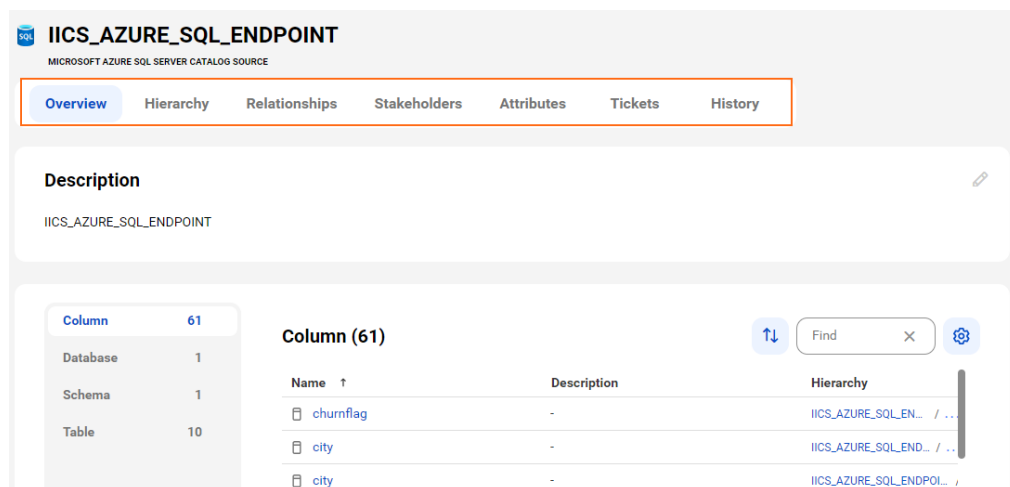 SQL
IICS_AZURE_SQL_ENDPOINT
MICROSOFT AZURE SQL SERVER CATALOG SOURCE
Overview Hierarchy Relationships Stakeholders Attributes Tickets History
Description
IICS_AZURE_SQL_ENDPOINT
Column 61
Database 1
Schema 1
Table 10
Column (61)
Find
Name ↑ Description Hierarchy
churnflag - IICS_AZURE_SQL_EN... / ...
city - IICS_AZURE_SQL_END... / ..
city - IICS_AZURE_SQL_ENDPOI... /